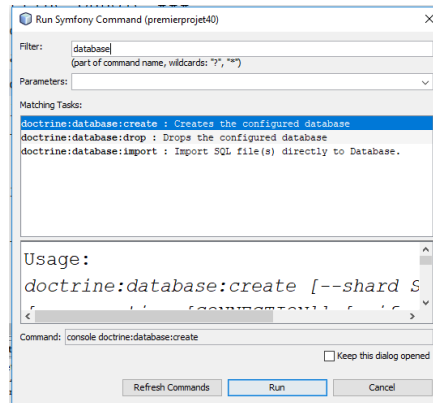 Run Symfony Command (premierprojet40)
Filter:
database
(part of command name, wildcards: "?", "*")
Parameters:
Matching Tasks:
doctrine:database:create : Creates the configured database
doctrine:database:drop : Drops the configured database
doctrine:database:import : Import SQL file(s) directly to Database.
Usage:
doctrine:database:create [--shard S
Command: console doctrine:database:create
Keep this dialog opened
Refresh Commands Run Cancel